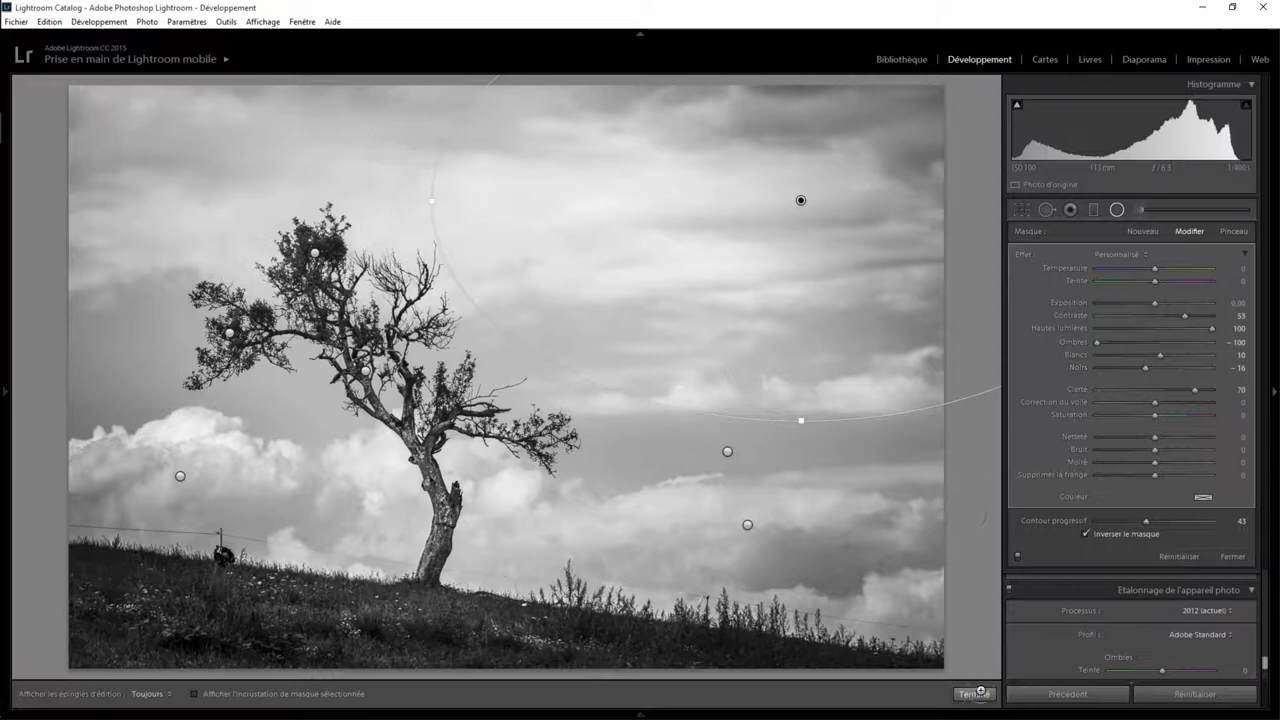 Lightroom Catalog - Adobe Photoshop Lightroom - Développement
Fichier Edition Développement Photo Paramètres Outils Affichage Fenêtre Aide
Lr
Adobe Lightroom CC 2015
Prise en main de Lightroom mobile
Bibliothèque Développement Cartes Livres Diaporama Impression Web
Histogramme
ISO 100 113 mm f / 6.3
Photo d'origine
Masque : Nouveau Modifier Pinceau
Effet : Personnalisé
Temperature 0
Teinte 0
Exposition 0,00
Contraste 53
Hautes lumières 100
Ombres - 100
Blancs 10
Noirs - 16
Clarté 70
Correction du voile 0
Saturation 0
Netteté 0
Bruit 0
Moiré 0
Supprimer la frange 0
Couleur
Contour progressif 43
Inverser le masque
Réinitialiser Fermer
Etalonnage de l'appareil photo
Processus : 2012 (actuel)
Profil : Adobe Standard
Ombres
Teinte 0
Afficher les épingles d'édition : Toujours Afficher l'incrustation de masque sélectionnée
Précédent Réinitialiser